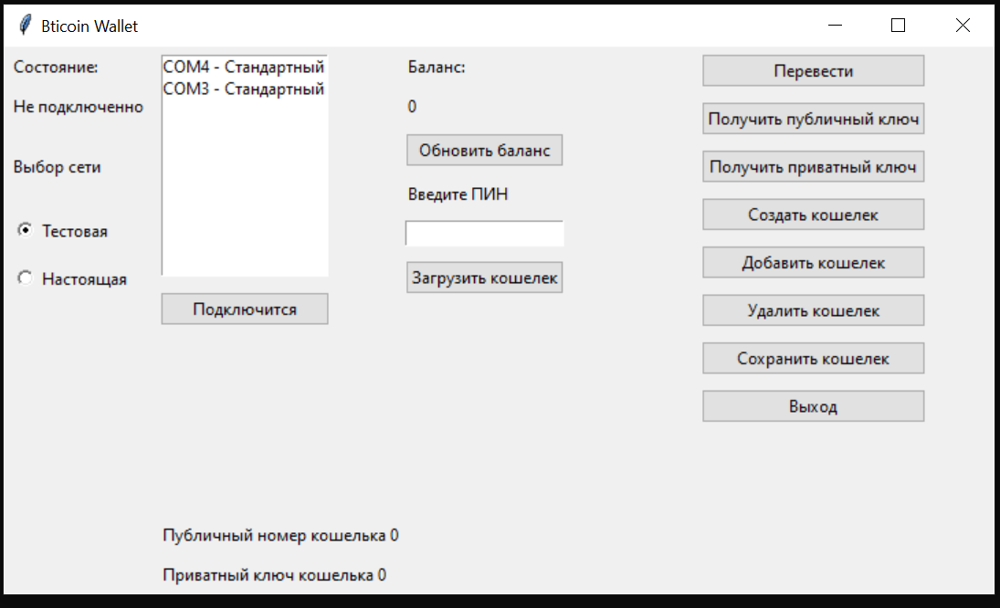 Bticoin Wallet
Состояние:
Не подключенно
Выбор сети
Тестовая
Настоящая
COM4 - Стандартный
COM3 - Стандартный
Подключится
Баланс:
0
Обновить баланс
Введите ПИН
Загрузить кошелек
Перевести
Получить публичный ключ
Получить приватный ключ
Создать кошелек
Добавить кошелек
Удалить кошелек
Сохранить кошелек
Выход
Публичный номер кошелька 0
Приватный ключ кошелька 0